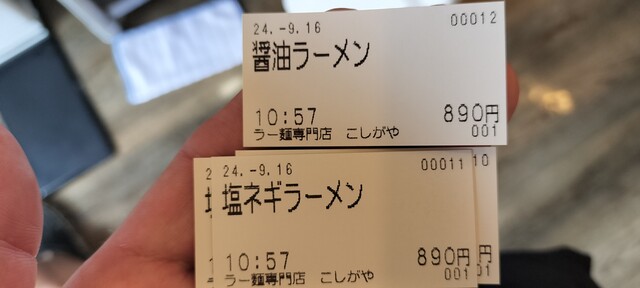 24.-9.16 00012
醤油ラーメン
10:57 890円
ラー麺専門店 こしがや 001
24.-9.16 00011
塩ネギラーメン
10:57 890円
ラー麺専門店 こしがや 001